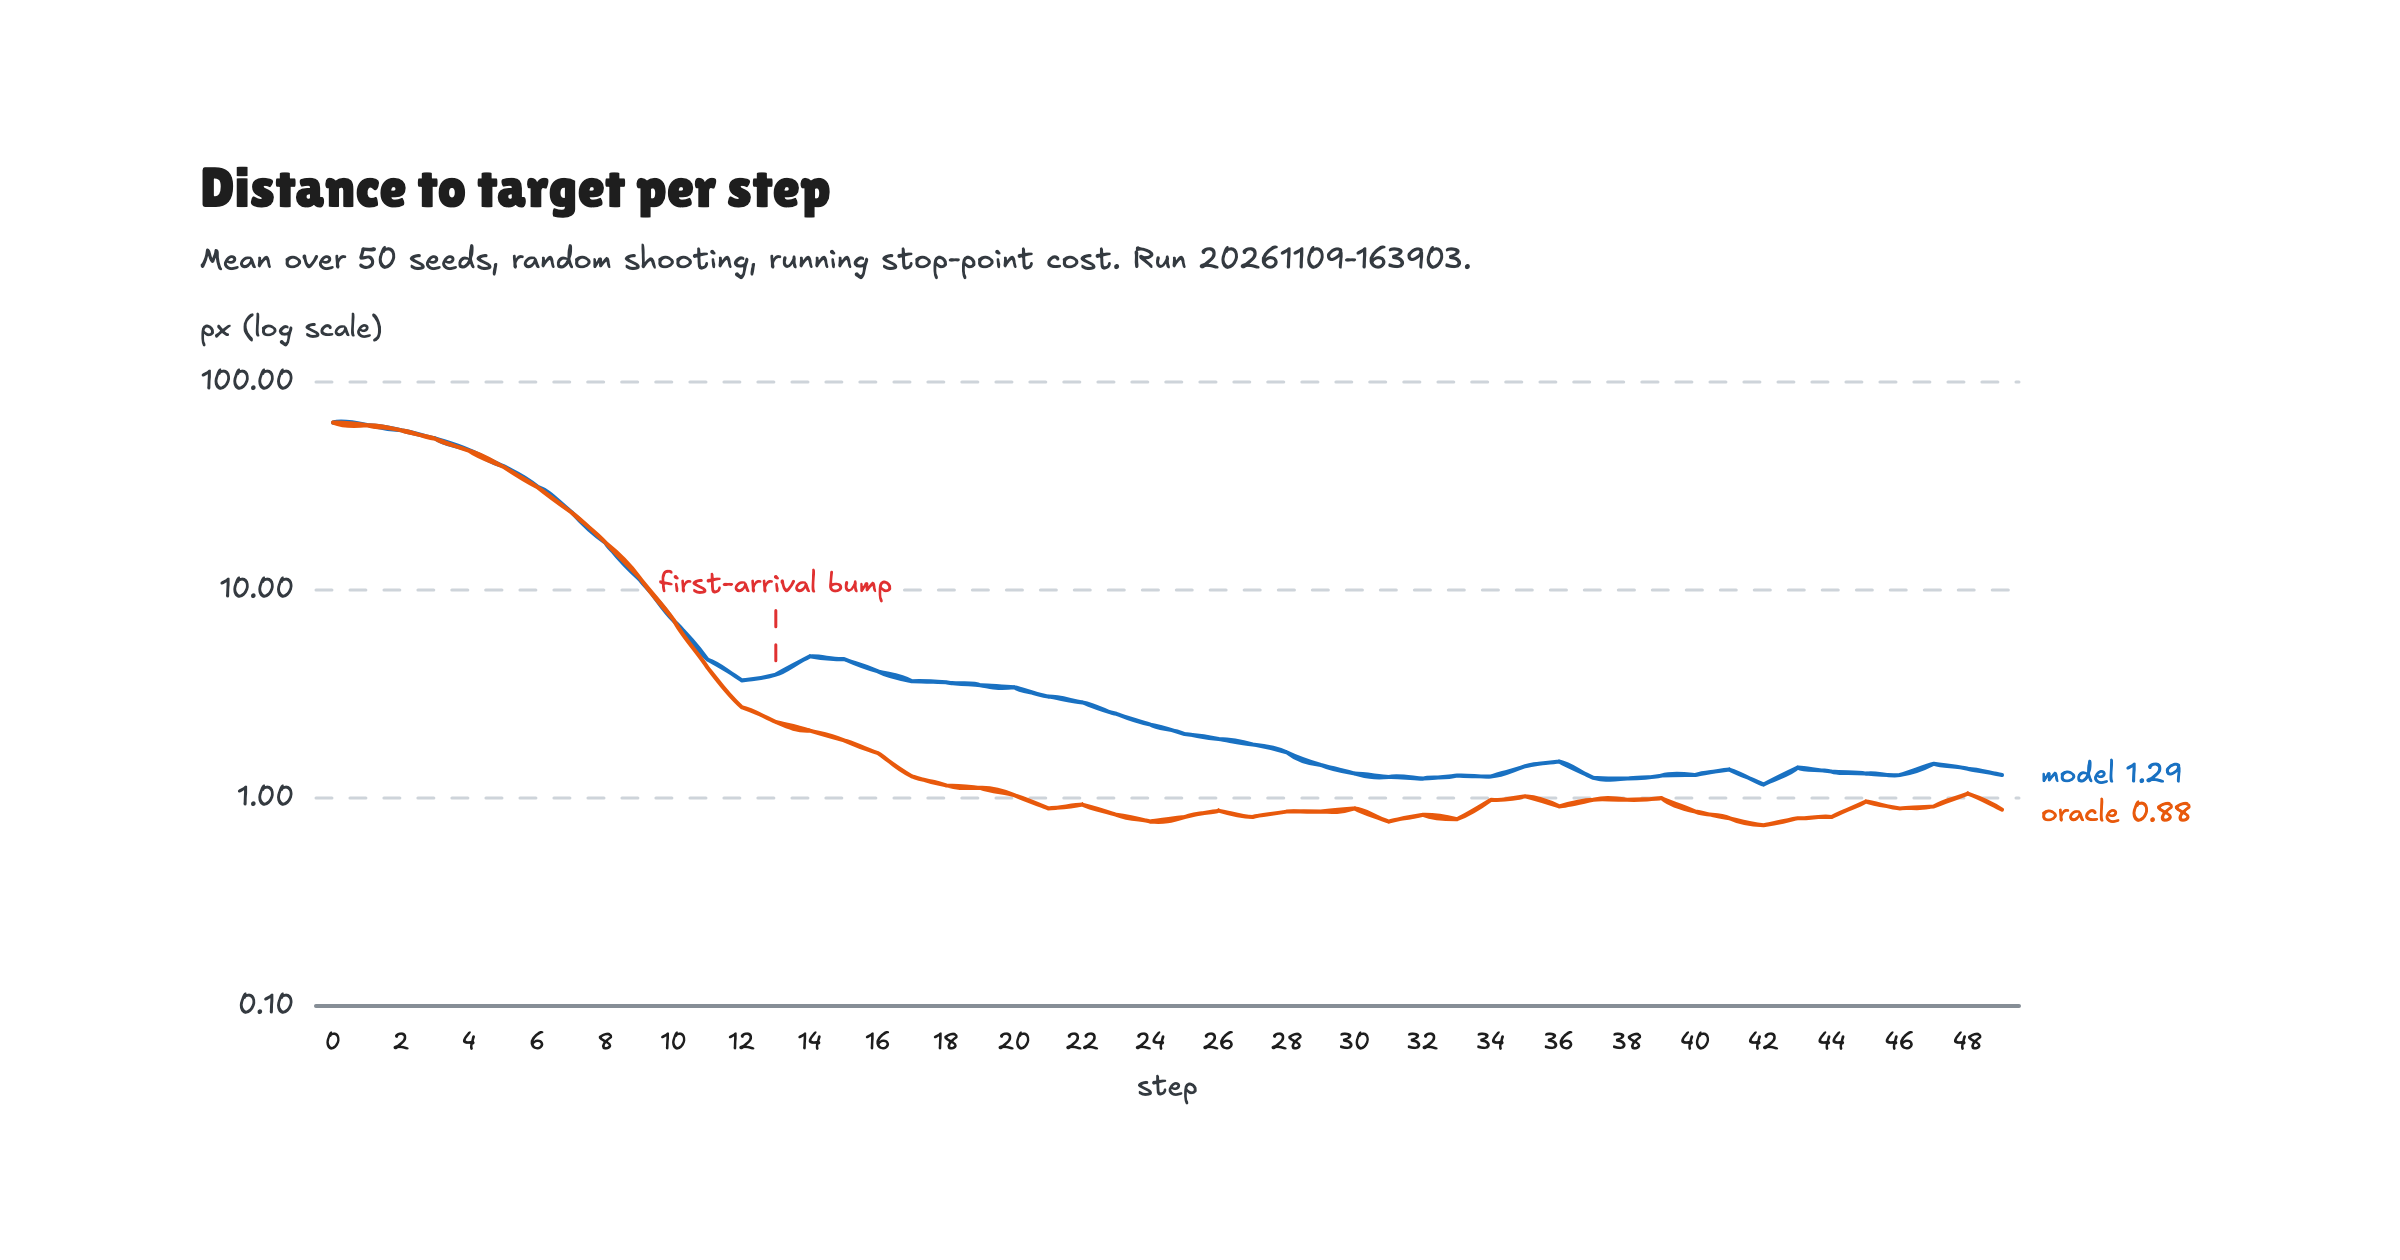 Distance to target per step
Mean over 50 seeds, random shooting, running stop-point cost. Run 20261109-163903.
px (log scale)
100.00
10.00
first-arrival bump
1.00
model 1.29
oracle 0.88
0.10
0 2 4 6 8 10 12 14 16 18 20 22 24 26 28 30 32 34 36 38 40 42 44 46 48
step